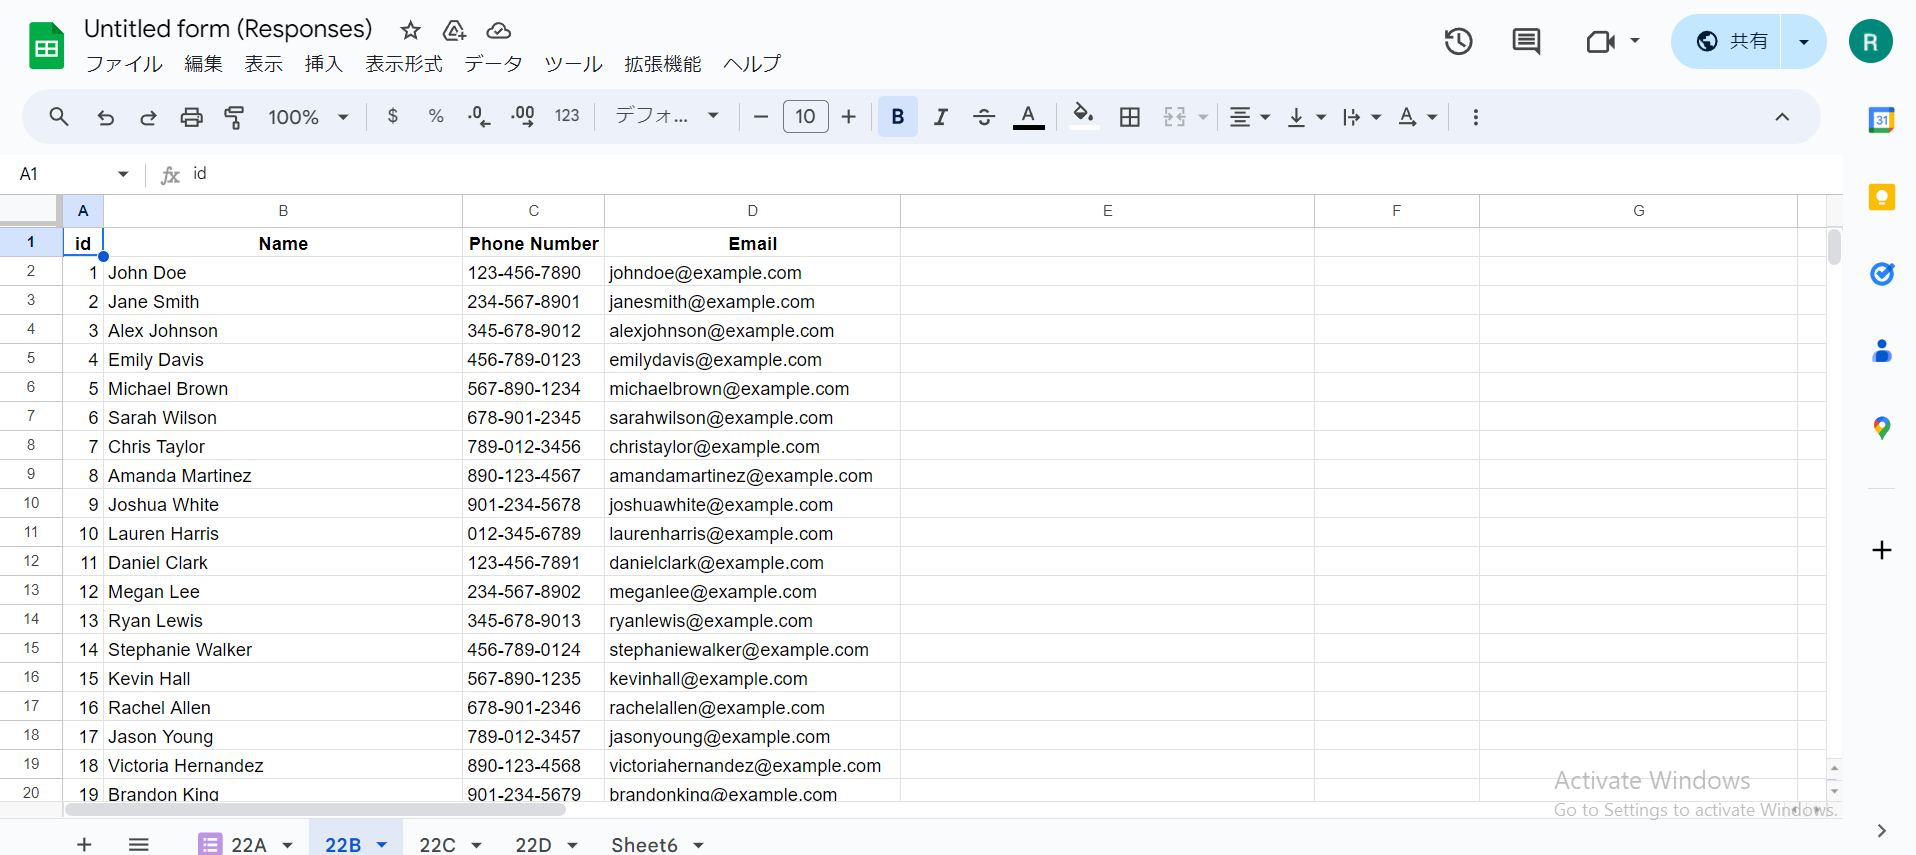 Untitled form (Responses)
ファイル 編集 表示 挿入 表示形式 データ ツール 拡張機能 ヘルプ
共有
R
100% $ % .0 .00 123 デフォ... 10 B I S A A
31
A1 fx id
A B C D E F G
1 id Name Phone Number Email
2 1 John Doe 123-456-7890 johndoe@example.com
3 2 Jane Smith 234-567-8901 janesmith@example.com
4 3 Alex Johnson 345-678-9012 alexjohnson@example.com
5 4 Emily Davis 456-789-0123 emilydavis@example.com
6 5 Michael Brown 567-890-1234 michaelbrown@example.com
7 6 Sarah Wilson 678-901-2345 sarahwilson@example.com
8 7 Chris Taylor 789-012-3456 christaylor@example.com
9 8 Amanda Martinez 890-123-4567 amandamartinez@example.com
10 9 Joshua White 901-234-5678 joshuawhite@example.com
11 10 Lauren Harris 012-345-6789 laurenharris@example.com
12 11 Daniel Clark 123-456-7891 danielclark@example.com
13 12 Megan Lee 234-567-8902 meganlee@example.com
14 13 Ryan Lewis 345-678-9013 ryanlewis@example.com
15 14 Stephanie Walker 456-789-0124 stephaniewalker@example.com
16 15 Kevin Hall 567-890-1235 kevinhall@example.com
17 16 Rachel Allen 678-901-2346 rachelallen@example.com
18 17 Jason Young 789-012-3457 jasonyoung@example.com
19 18 Victoria Hernandez 890-123-4568 victoriahernandez@example.com
20 19 Brandon King 901-234-5679 brandonking@example.com
Activate Windows
Go to Settings to activate Windows.
22A 22B 22C 22D Sheet6